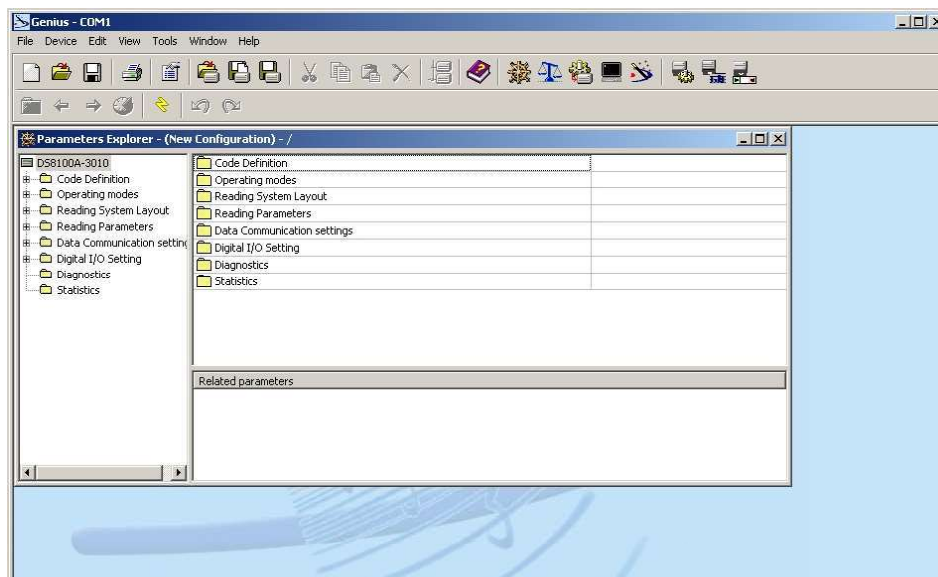 Genius - COM1
File Device Edit View Tools Window Help
Parameters Explorer - (New Configuration) - /
DS8100A-3010
Code Definition
Operating modes
Reading System Layout
Reading Parameters
Data Communication setting
Digital I/O Setting
Diagnostics
Statistics
Code Definition
Operating modes
Reading System Layout
Reading Parameters
Data Communication settings
Digital I/O Setting
Diagnostics
Statistics
Related parameters